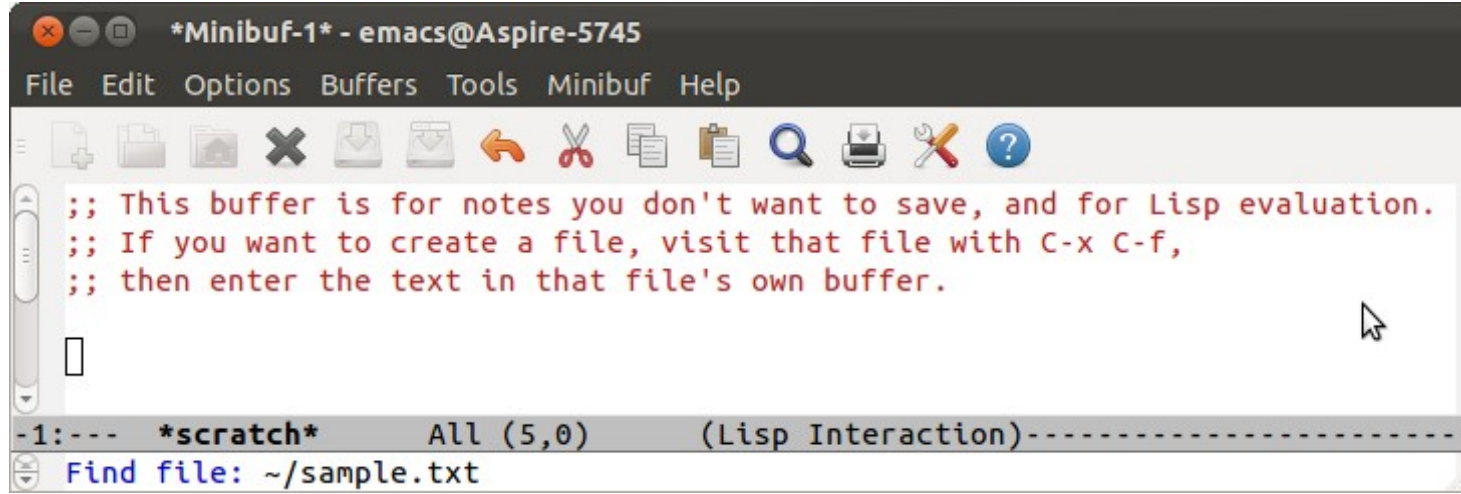 *Minibuf-1* - emacs@Aspire-5745
File Edit Options Buffers Tools Minibuf Help
;; This buffer is for notes you don't want to save, and for Lisp evaluation.
;; If you want to create a file, visit that file with C-x C-f,
;; then enter the text in that file's own buffer.
-1:--- *scratch* All (5,0) (Lisp Interaction)------------------------
Find file: ~/sample.txt